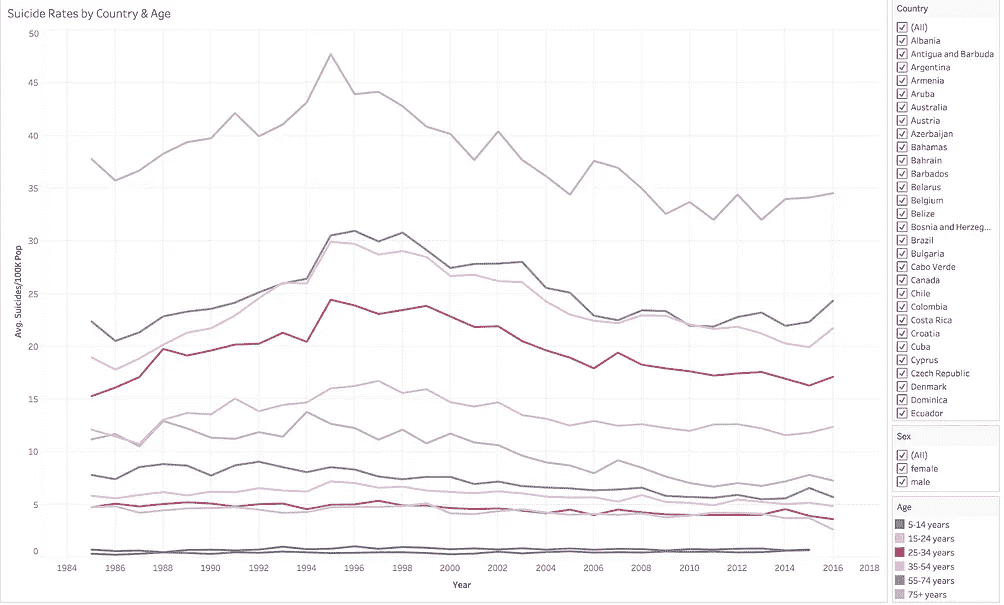 Suicide Rates by Country & Age
50
45
40
35
30
25
20
15
10
5
0
Avg. Suicides/100K Pop
1984 1986 1988 1990 1992 1994 1996 1998 2000 2002 2004 2006 2008 2010 2012 2014 2016 2018
Year
Country
(All)
Albania
Antigua and Barbuda
Argentina
Armenia
Aruba
Australia
Austria
Azerbaijan
Bahamas
Bahrain
Barbados
Belarus
Belgium
Belize
Bosnia and Herzeg...
Brazil
Bulgaria
Cabo Verde
Canada
Chile
Colombia
Costa Rica
Croatia
Cuba
Cyprus
Czech Republic
Denmark
Dominica
Ecuador
Sex
(All)
female
male
Age
5-14 years
15-24 years
25-34 years
35-54 years
55-74 years
75+ years